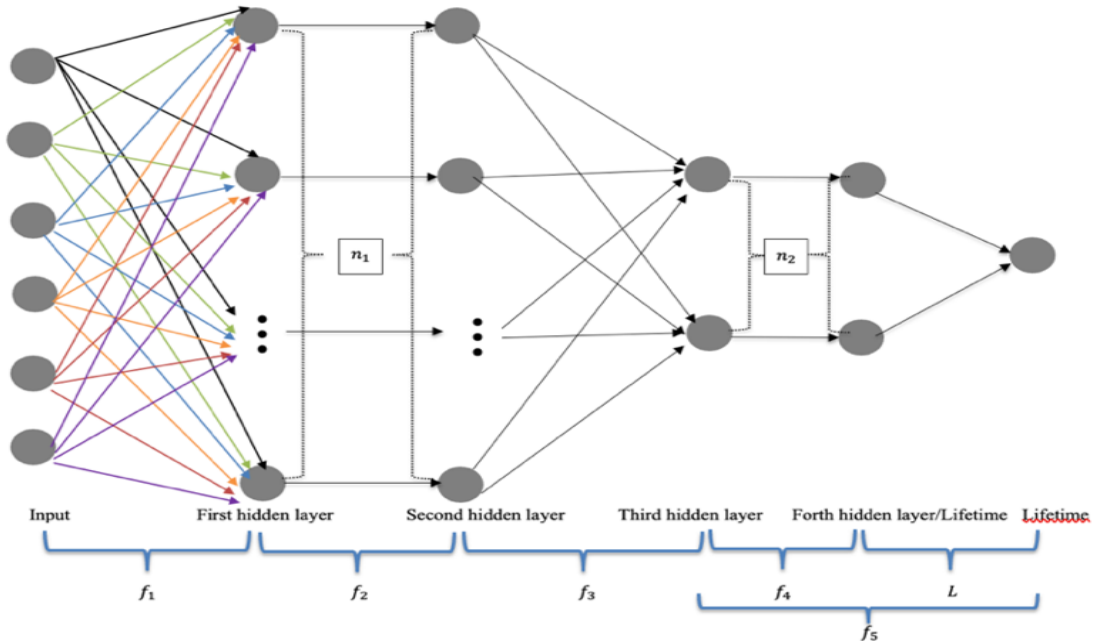 n₁
n₂
Input
First hidden layer
Second hidden layer
Third hidden layer
Forth hidden layer/Lifetime
Lifetime
f₁
f₂
f₃
f₄
L
f₅